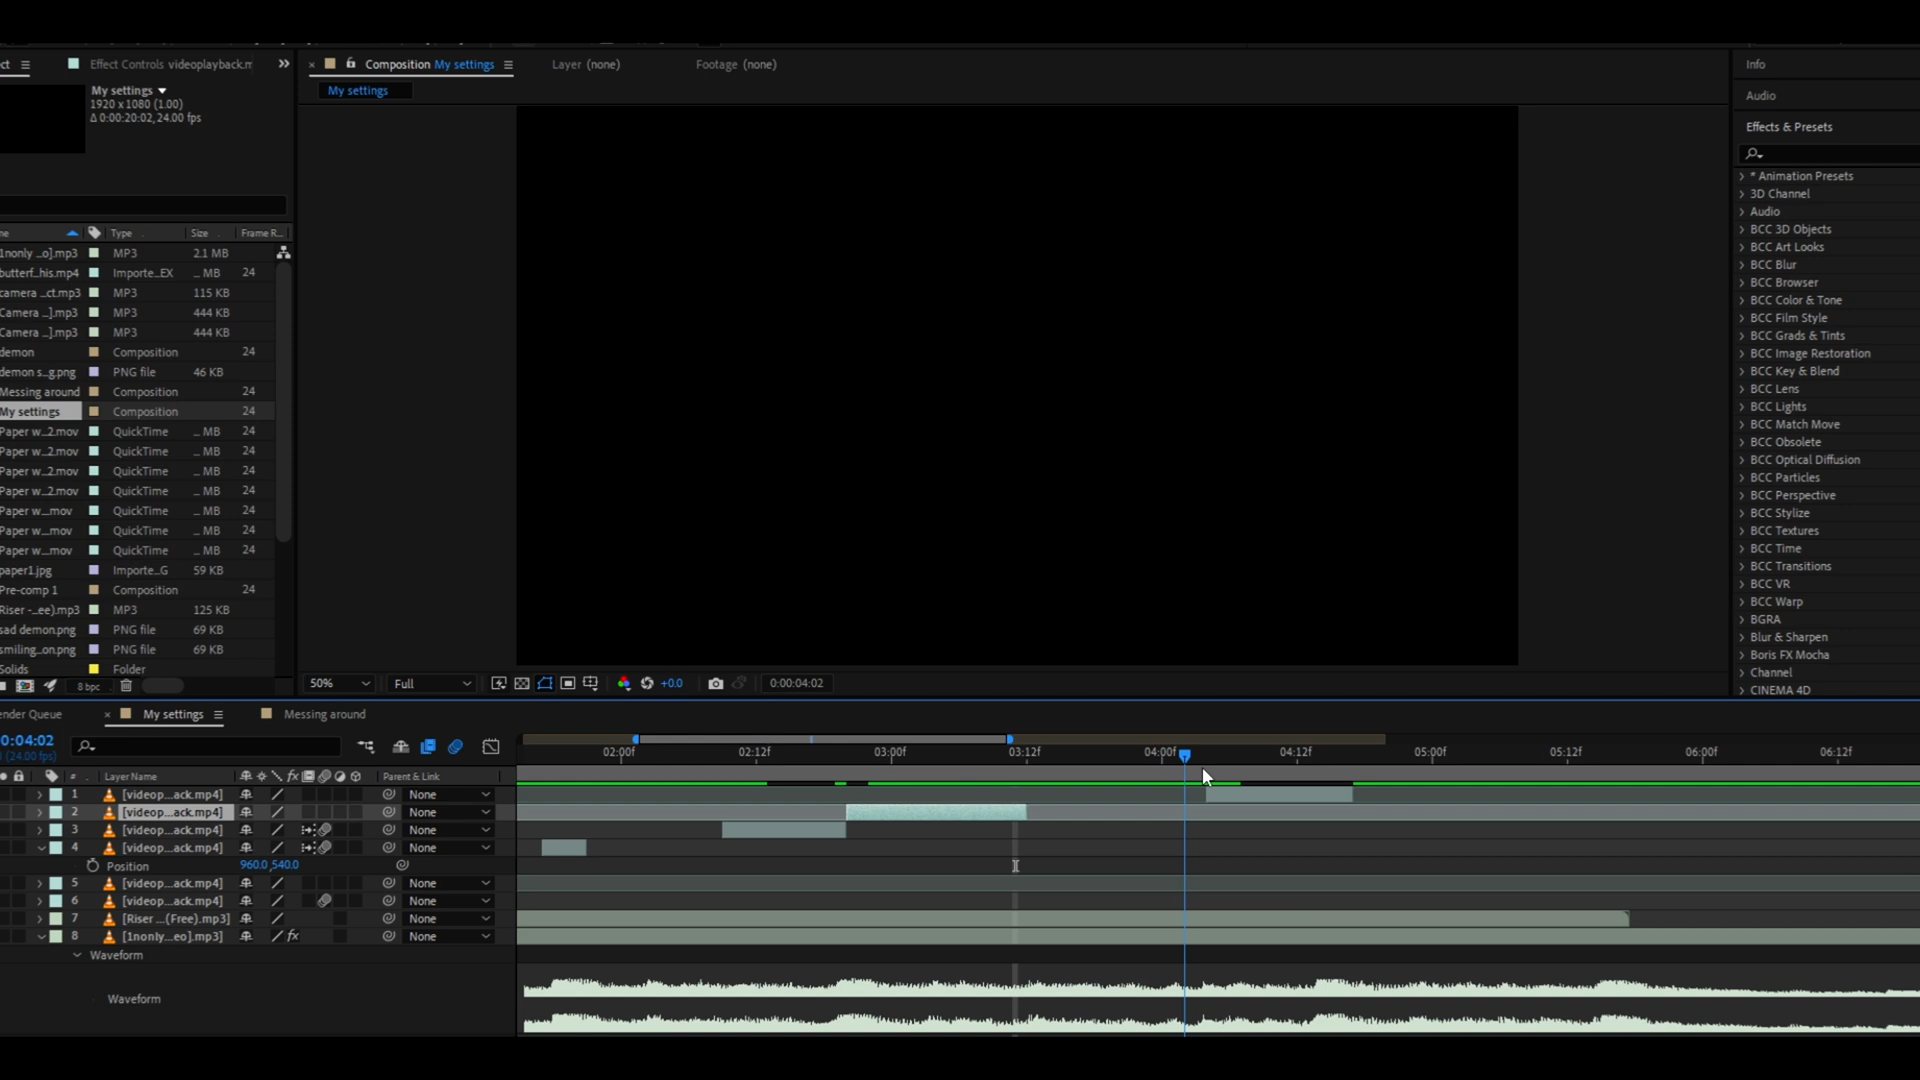 ct
Effect Controls videoplayback.m
Composition My settings
Layer (none)
Footage (none)
Info
My settings
1920 x 1080 (1.00)
Δ 0:00:20:02, 24.00 fps
My settings
Audio
Effects & Presets
* Animation Presets
3D Channel
Audio
BCC 3D Objects
BCC Art Looks
BCC Blur
BCC Browser
BCC Color & Tone
BCC Film Style
BCC Grads & Tints
BCC Image Restoration
BCC Key & Blend
BCC Lens
BCC Lights
BCC Match Move
BCC Obsolete
BCC Optical Diffusion
BCC Particles
BCC Perspective
BCC Stylize
BCC Textures
BCC Time
BCC Transitions
BCC VR
BCC Warp
BGRA
Blur & Sharpen
Boris FX Mocha
Channel
CINEMA 4D
ne Type Size Frame R...
1nonly ...o].mp3 MP3 2.1 MB
butterf...his.mp4 Importe...EX ... MB 24
camera ...ct.mp3 MP3 115 KB
Camera ...].mp3 MP3 444 KB
Camera ...].mp3 MP3 444 KB
demon Composition 24
demon s...g.png PNG file 46 KB
Messing around Composition 24
My settings Composition 24
Paper w...2.mov QuickTime ... MB 24
Paper w...2.mov QuickTime ... MB 24
Paper w...2.mov QuickTime ... MB 24
Paper w...2.mov QuickTime ... MB 24
Paper w....mov QuickTime ... MB 24
Paper w....mov QuickTime ... MB 24
Paper w....mov QuickTime ... MB 24
paper1.jpg Importe...G 59 KB
Pre-comp 1 Composition 24
Riser -...ee).mp3 MP3 125 KB
sad demon.png PNG file 69 KB
smiling...on.png PNG file 69 KB
Solids Folder
8 bpc
50% Full +0.0 0:00:04:02
ender Queue
My settings
Messing around
0:04:02
(24.00 fps)
02:00f 02:12f 03:00f 03:12f 04:00f 04:12f 05:00f 05:12f 06:00f 06:12f
# Layer Name fx Parent & Link
1 [videop...ack.mp4] None
2 [videop...ack.mp4] None
3 [videop...ack.mp4] None
4 [videop...ack.mp4] None
Position 960.0,540.0
5 [videop...ack.mp4] None
6 [videop...ack.mp4] None
7 [Riser ...(Free).mp3] None
8 [1nonly...eo].mp3] fx None
Waveform
Waveform